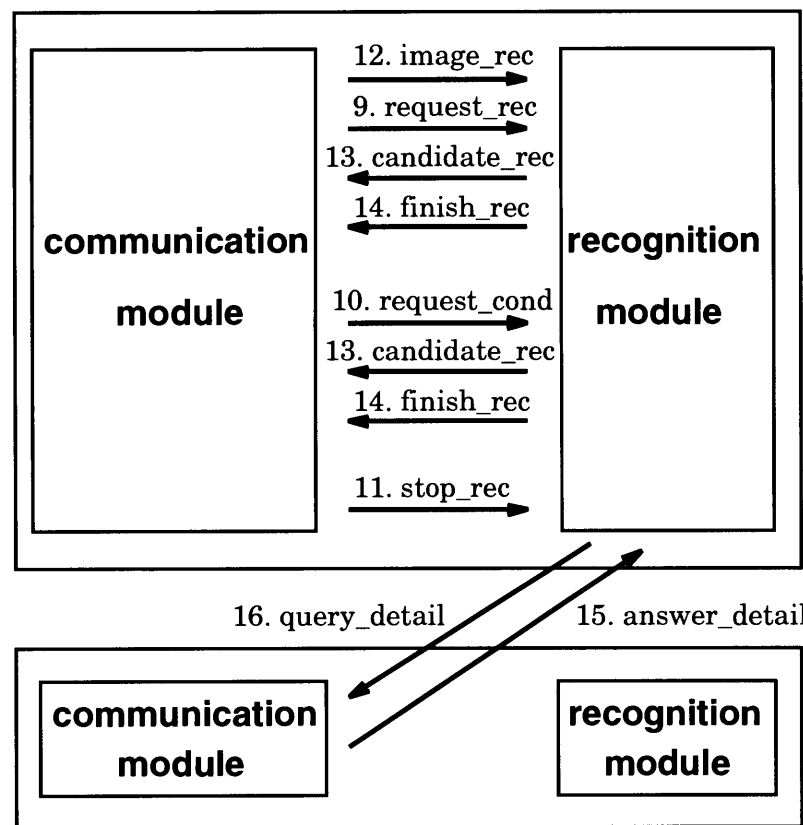 12. image_rec
9. request_rec
13. candidate_rec
14. finish_rec
communication
module
recognition
module
10. request_cond
13. candidate_rec
14. finish_rec
11. stop_rec
16. query_detail
15. answer_detail
communication
module
recognition
module